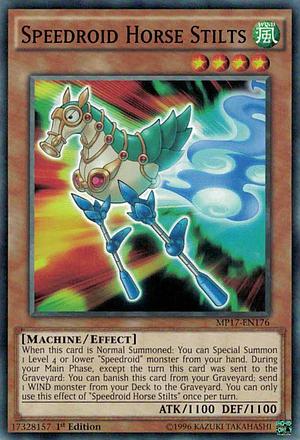 SPEEDROID HORSE STILTS
WIND
風
MP17-EN176
[MACHINE/EFFECT]
When this card is Normal Summoned: You can Special Summon
1 Level 4 or lower "Speedroid" monster from your hand. During
your Main Phase, except the turn this card was sent to the
Graveyard: You can banish this card from your Graveyard; send
1 WIND monster from your Deck to the Graveyard. You can only
use this effect of "Speedroid Horse Stilts" once per turn.
ATK/1100 DEF/1100
17328157 1st Edition ©1996 KAZUKI TAKAHASHI